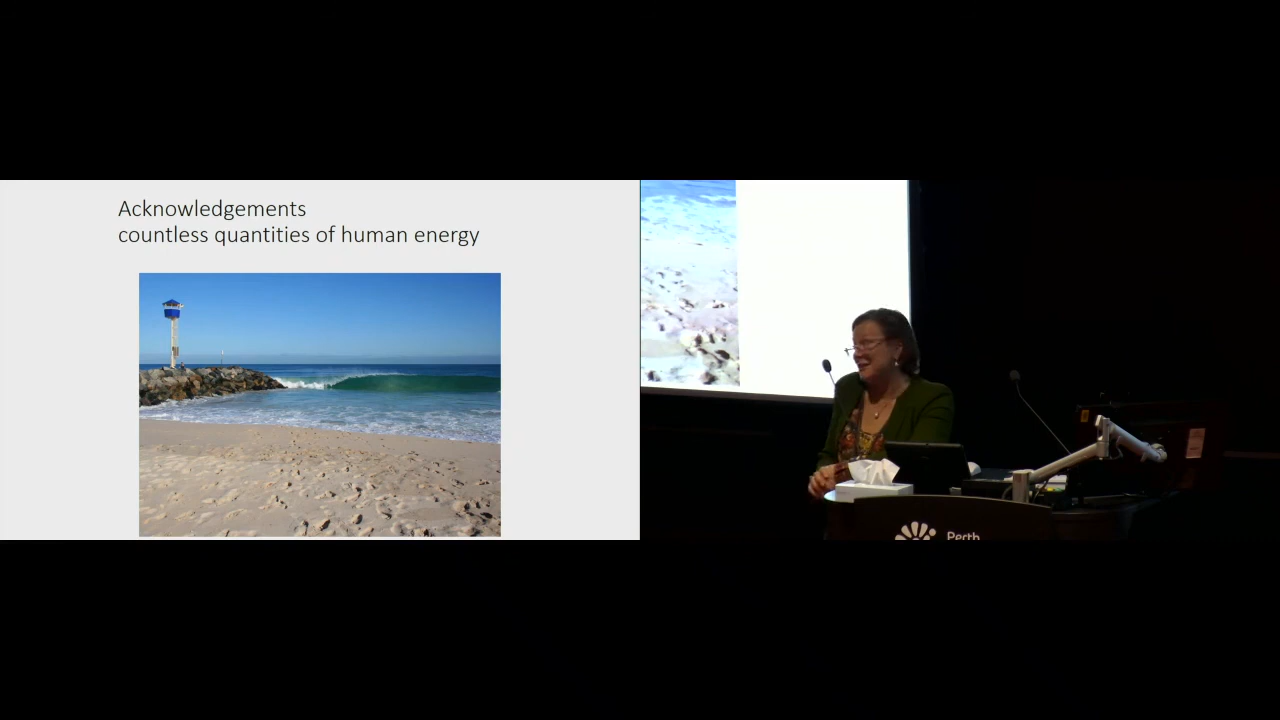 Acknowledgements
countless quantities of human energy
Perth